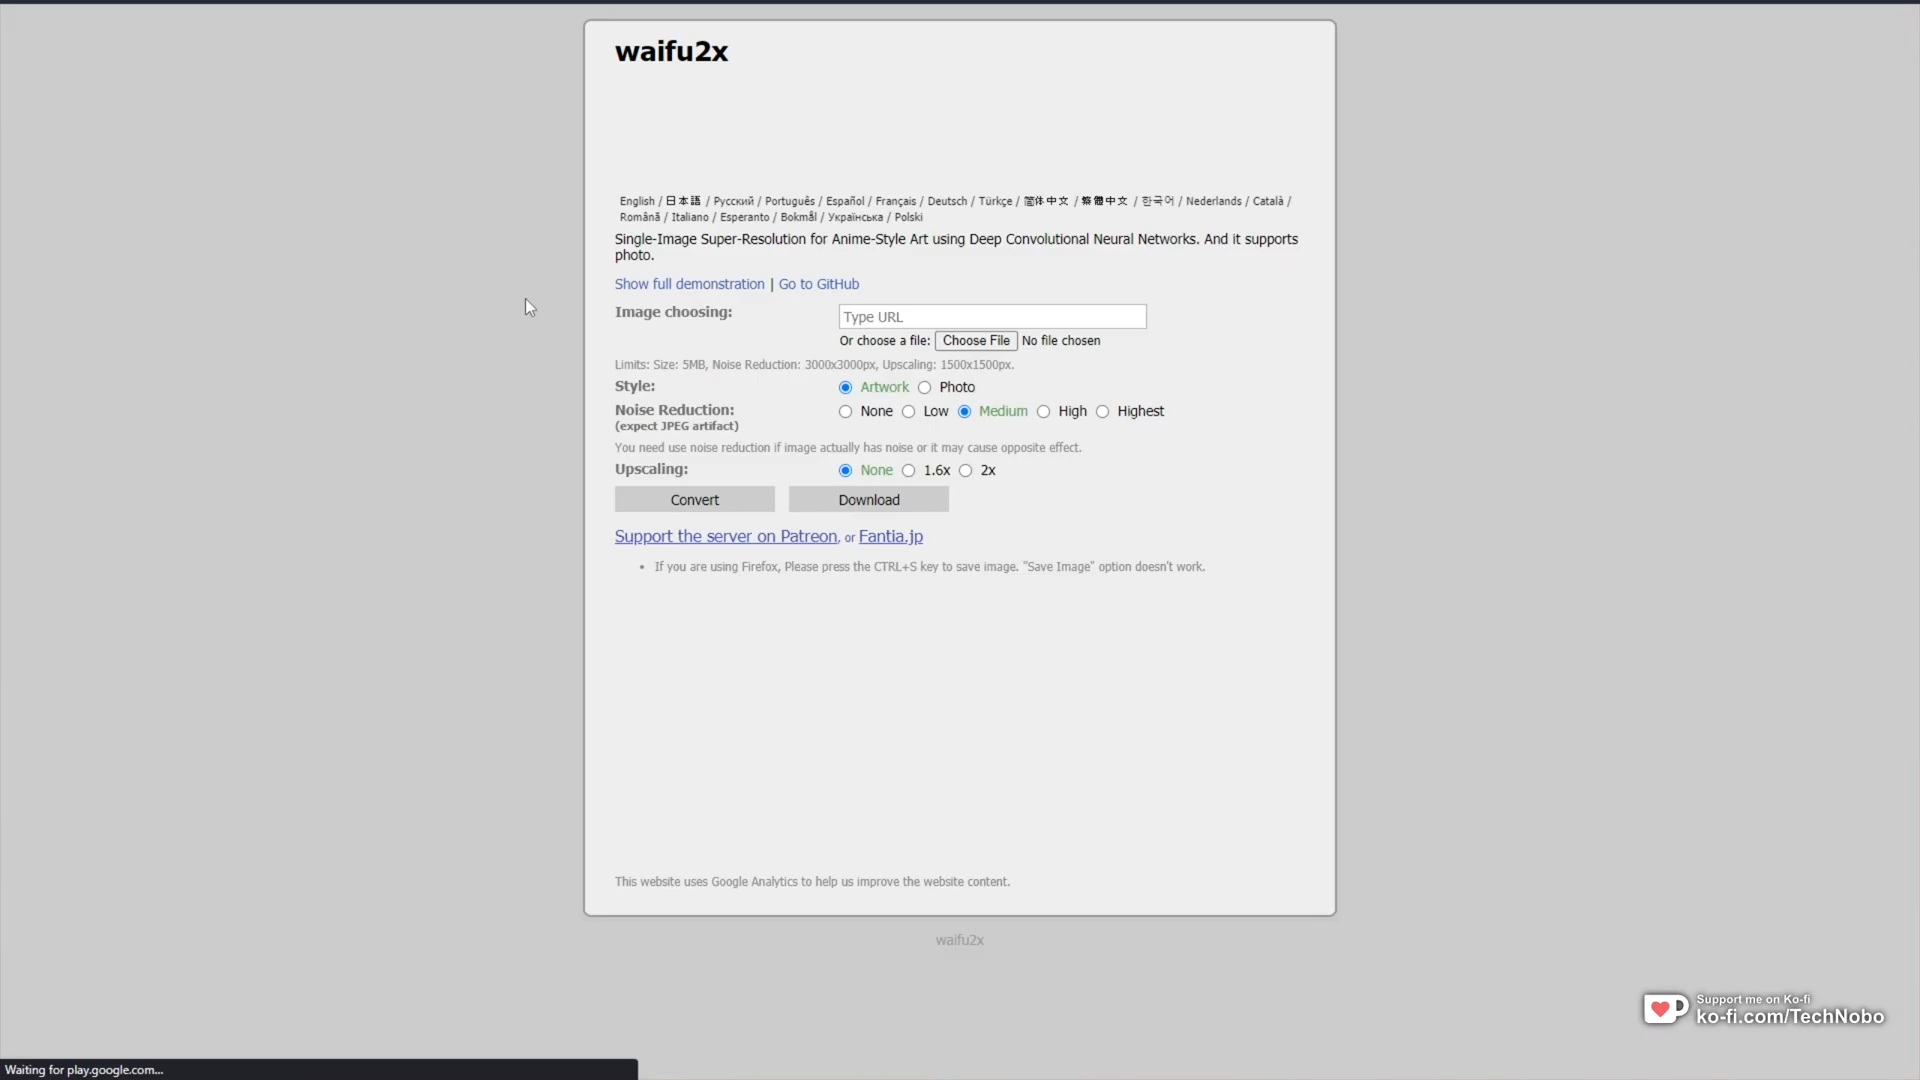 waifu2x
English / 日本語 / Русский / Português / Español / Français / Deutsch / Türkçe / 简体中文 / 繁體中文 / 한국어 / Nederlands / Català /
Română / Italiano / Esperanto / Bokmål / Українська / Polski
Single-Image Super-Resolution for Anime-Style Art using Deep Convolutional Neural Networks. And it supports
photo.
Show full demonstration | Go to GitHub
Image choosing: Type URL
Or choose a file: Choose File No file chosen
Limits: Size: 5MB, Noise Reduction: 3000x3000px, Upscaling: 1500x1500px.
Style: Artwork Photo
Noise Reduction: None Low Medium High Highest
(expect JPEG artifact)
You need use noise reduction if image actually has noise or it may cause opposite effect.
Upscaling: None 1.6x 2x
Convert Download
Support the server on Patreon, or Fantia.jp
• If you are using Firefox, Please press the CTRL+S key to save image. "Save Image" option doesn't work.
This website uses Google Analytics to help us improve the website content.
waifu2x
Support me on Ko-fi
ko-fi.com/TechNobo
Waiting for play.google.com...